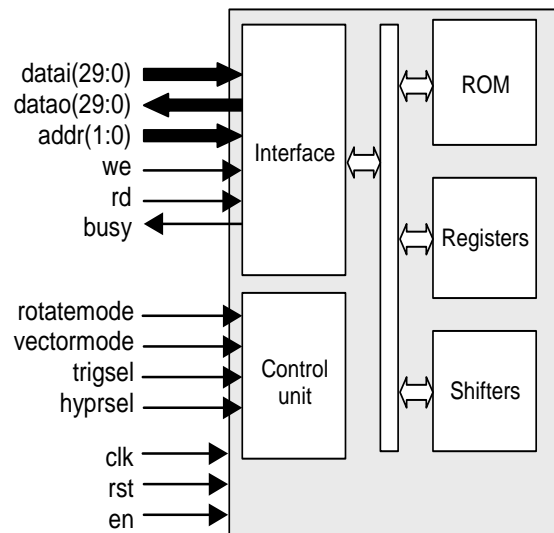 datai(29:0)
datao(29:0)
addr(1:0)
we
rd
busy
rotatemode
vectormode
trigsel
hyprsel
clk
rst
en
Interface
Control
unit
ROM
Registers
Shifters